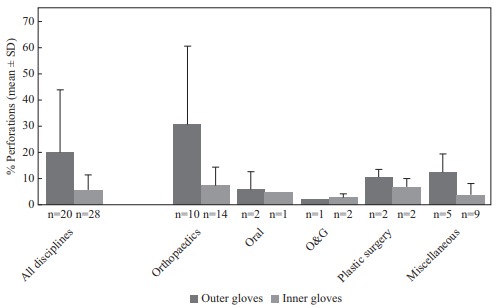 % Perforations (mean ± SD)
70
60
50
40
30
20
10
0
n=20 n=28
n=10 n=14
n=2 n=1
n=1 n=2
n=2 n=2
n=5 n=9
All disciplines
Orthopaedics
Oral
O&G
Plastic surgery
Miscellaneous
Outer gloves Inner gloves